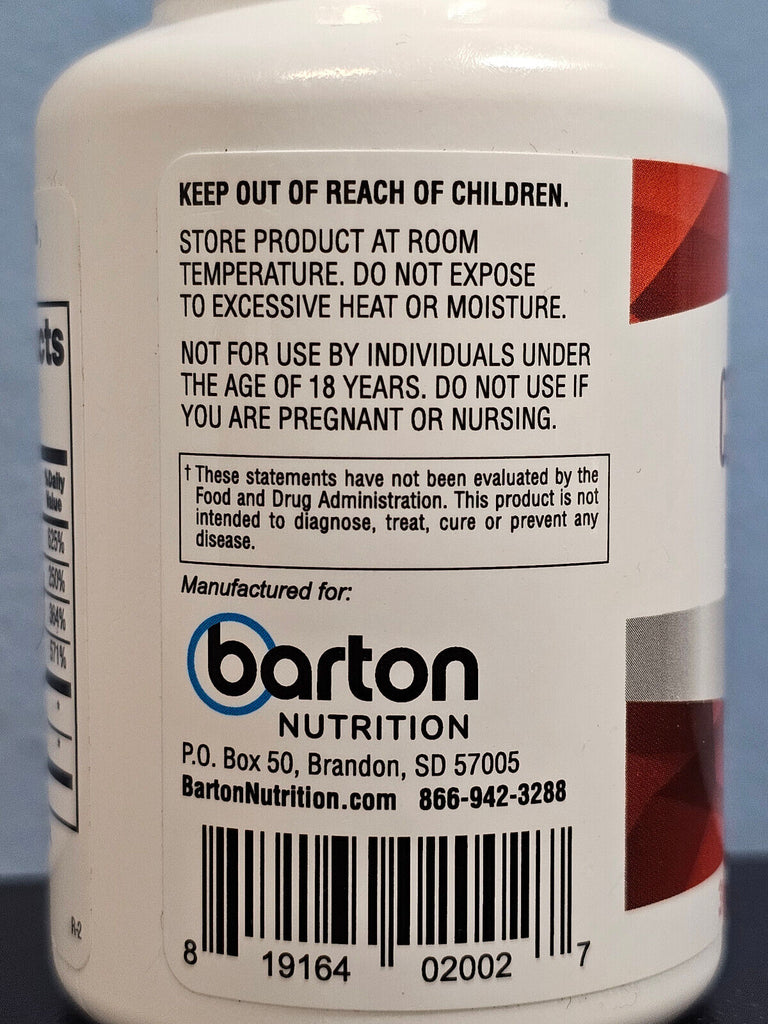 cts
%Daily
Value
625%
250%
364%
571%
*
*
R-2
KEEP OUT OF REACH OF CHILDREN.
STORE PRODUCT AT ROOM
TEMPERATURE. DO NOT EXPOSE
TO EXCESSIVE HEAT OR MOISTURE.
NOT FOR USE BY INDIVIDUALS UNDER
THE AGE OF 18 YEARS. DO NOT USE IF
YOU ARE PREGNANT OR NURSING.
† These statements have not been evaluated by the
Food and Drug Administration. This product is not
intended to diagnose, treat, cure or prevent any
disease.
Manufactured for:
barton
NUTRITION
P.O. Box 50, Brandon, SD 57005
BartonNutrition.com 866-942-3288
8 19164 02002 7